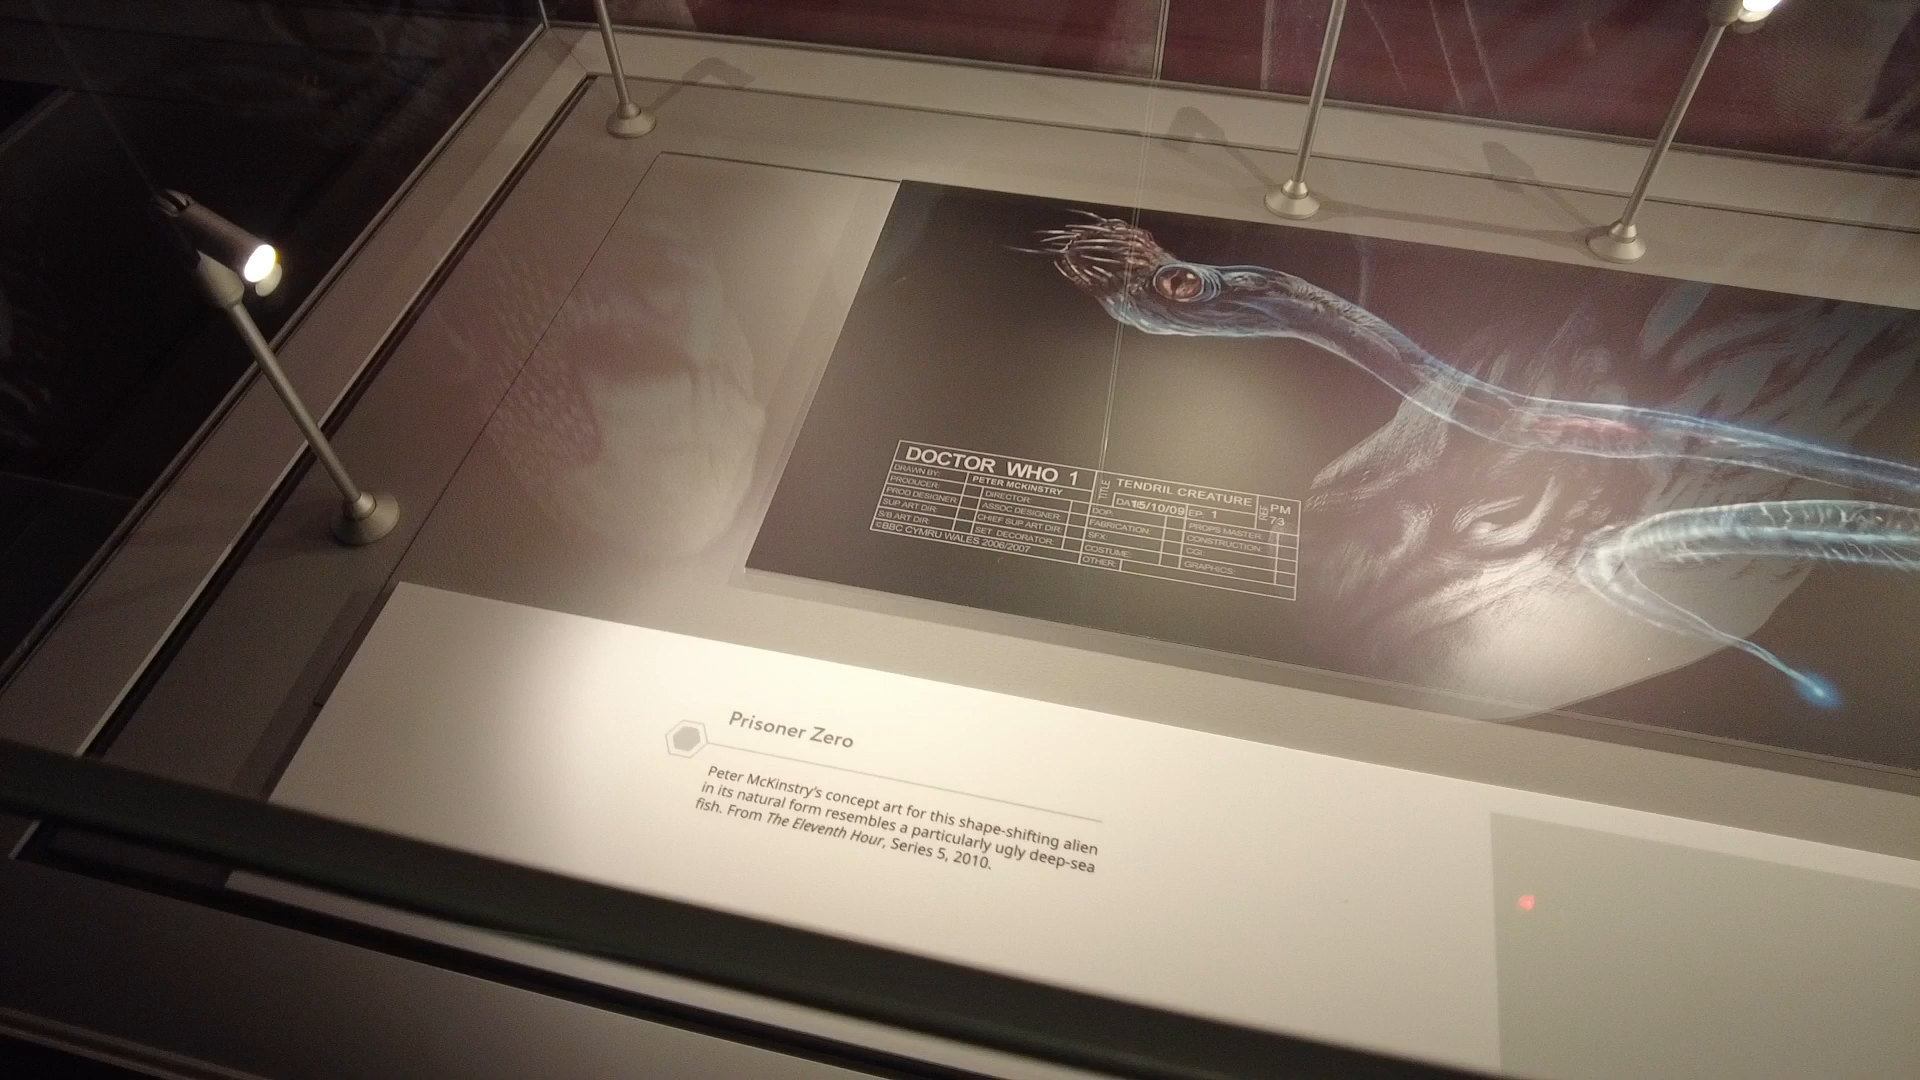 DOCTOR WHO 1
DRAWN BY: PETER MCKINSTRY
PRODUCER: DIRECTOR:
PROD DESIGNER: ASSOC DESIGNER:
SUP ART DIR: CHIEF SUP ART DIR:
S/B ART DIR: SET DECORATOR:
©BBC CYMRU WALES 2006/2007
TITLE TENDRIL CREATURE
DATE 15/10/09 EP. 1
REF PM 73
DOP: PROPS MASTER:
FABRICATION: CONSTRUCTION:
SFX: CGI:
COSTUME: GRAPHICS:
OTHER:
Prisoner Zero
Peter McKinstry's concept art for this shape-shifting alien
in its natural form resembles a particularly ugly deep-sea
fish. From The Eleventh Hour, Series 5, 2010.